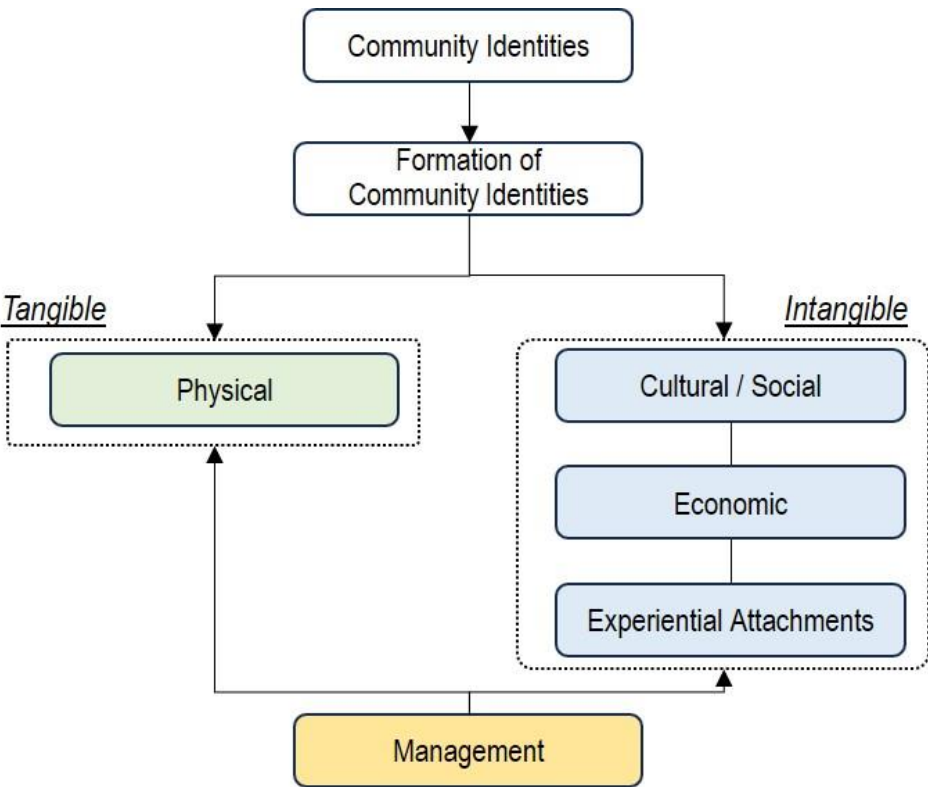 Community Identities
Formation of
Community Identities
Tangible
Intangible
Physical
Cultural / Social
Economic
Experiential Attachments
Management